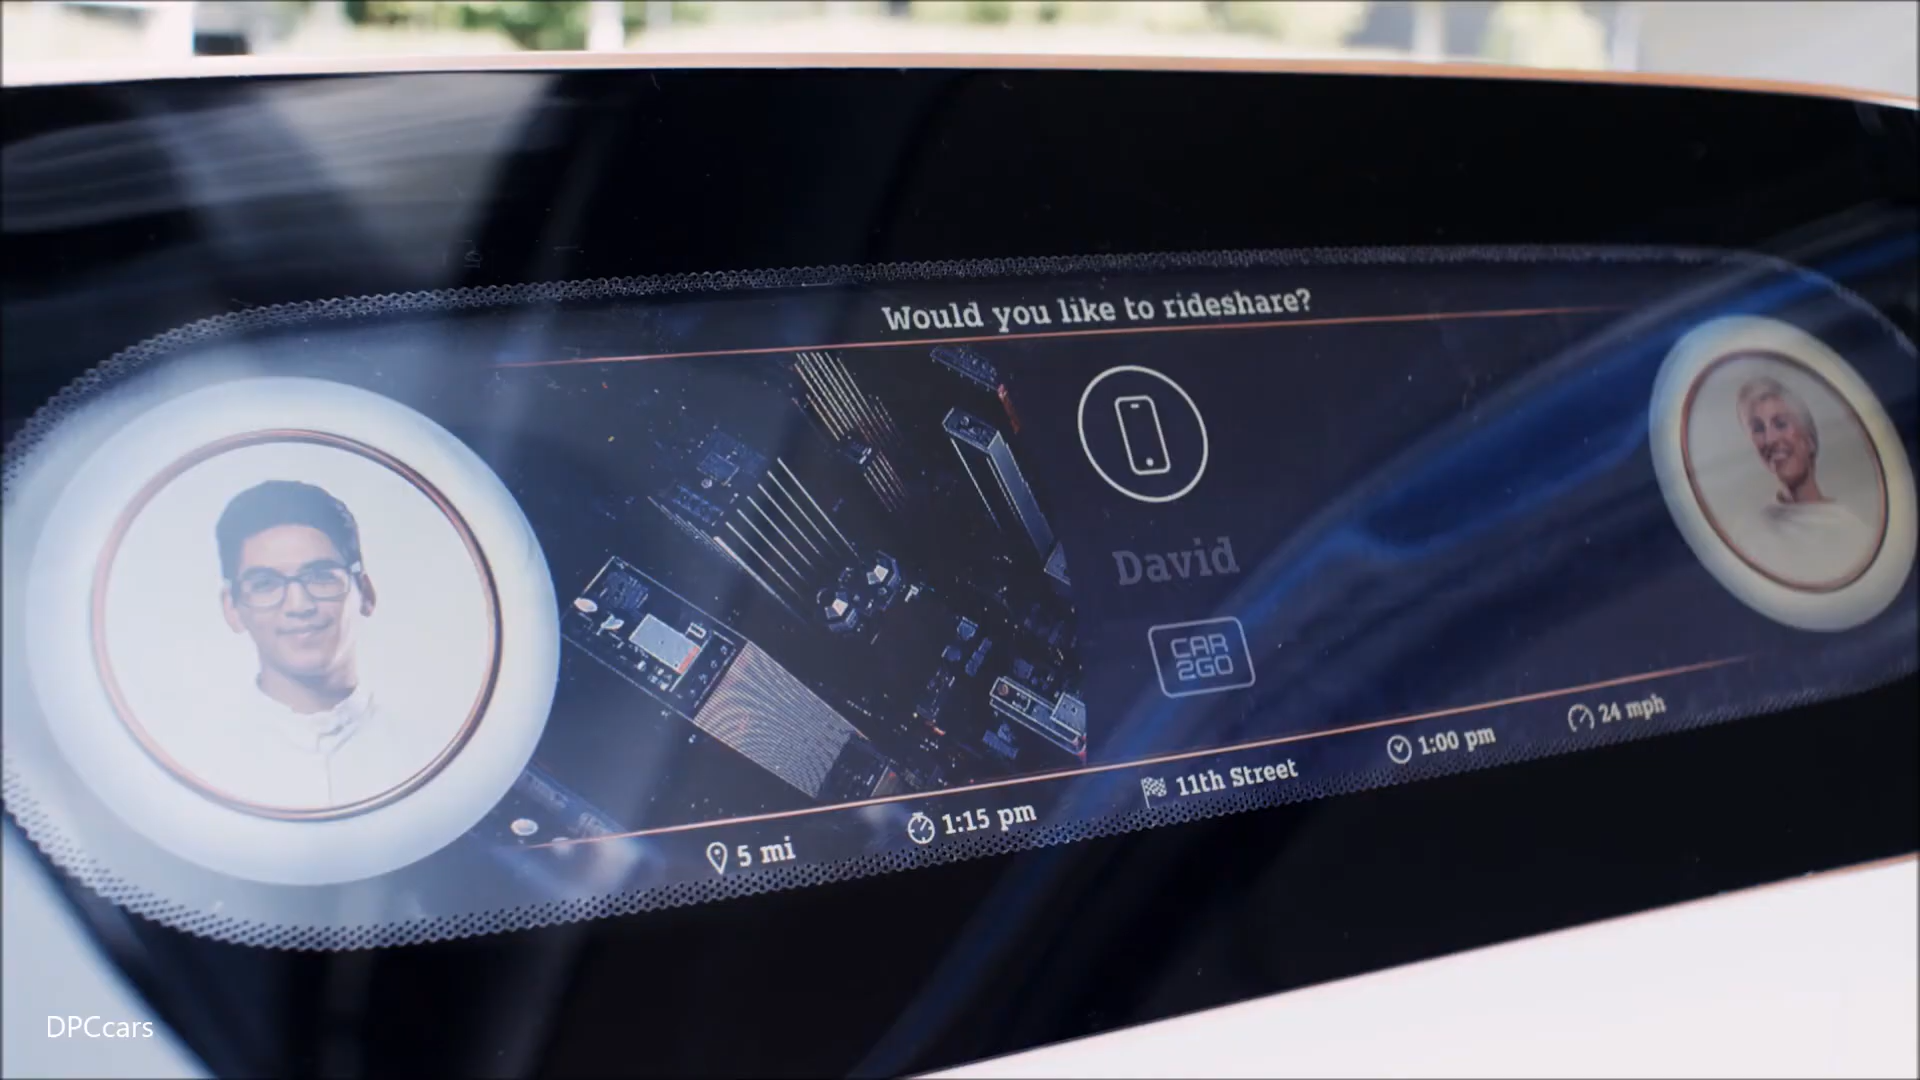 Would you like to rideshare?
David
CAR
2GO
5 mi
1:15 pm
11th Street
1:00 pm
24 mph
DPCcars